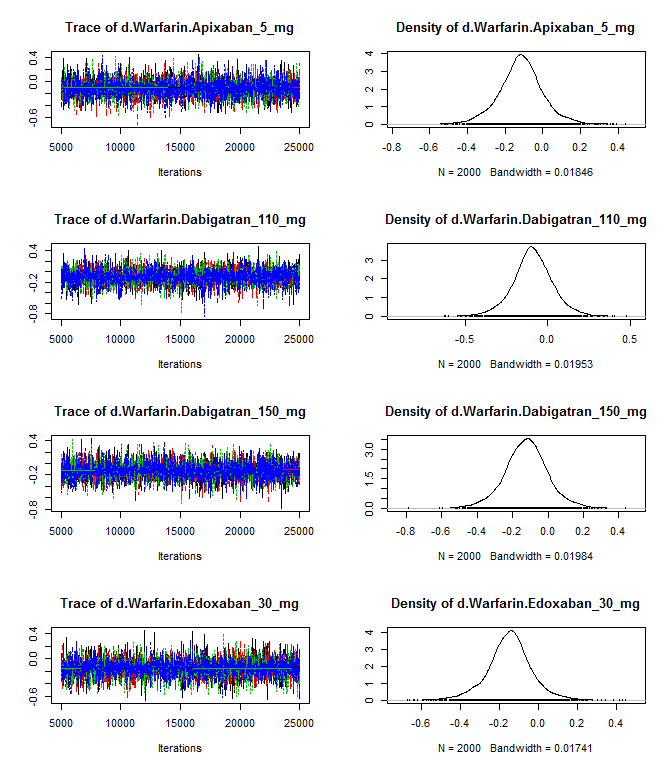 Trace of d.Warfarin.Apixaban_5_mg
0.4
0.0
-0.6
5000 10000 15000 20000 25000
Iterations
Density of d.Warfarin.Apixaban_5_mg
4
3
2
1
0
-0.8 -0.6 -0.4 -0.2 0.0 0.2 0.4
N = 2000 Bandwidth = 0.01846
Trace of d.Warfarin.Dabigatran_110_mg
0.4
-0.2
-0.8
5000 10000 15000 20000 25000
Iterations
Density of d.Warfarin.Dabigatran_110_mg
3
2
1
0
-0.5 0.0 0.5
N = 2000 Bandwidth = 0.01953
Trace of d.Warfarin.Dabigatran_150_mg
0.4
-0.2
-0.8
5000 10000 15000 20000 25000
Iterations
Density of d.Warfarin.Dabigatran_150_mg
3.0
1.5
0.0
-0.8 -0.6 -0.4 -0.2 0.0 0.2 0.4
N = 2000 Bandwidth = 0.01984
Trace of d.Warfarin.Edoxaban_30_mg
0.4
0.0
-0.6
5000 10000 15000 20000 25000
Iterations
Density of d.Warfarin.Edoxaban_30_mg
4
3
2
1
0
-0.6 -0.4 -0.2 0.0 0.2 0.4
N = 2000 Bandwidth = 0.01741